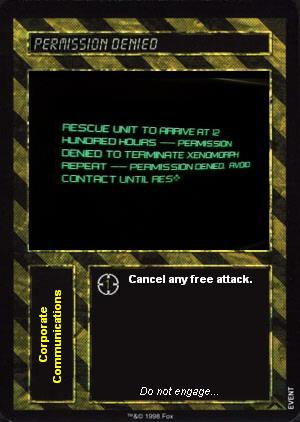 PERMISSION DENIED
RESCUE UNIT TO ARRIVE AT 12
HUNDRED HOURS — PERMISSION
DENIED TO TERMINATE XENOMORPH
REPEAT — PERMISSION DENIED. AVOID
CONTACT UNTIL RES
Cancel any free attack.
Corporate
Communications
Do not engage...
EVENT
™&© 1998 Fox